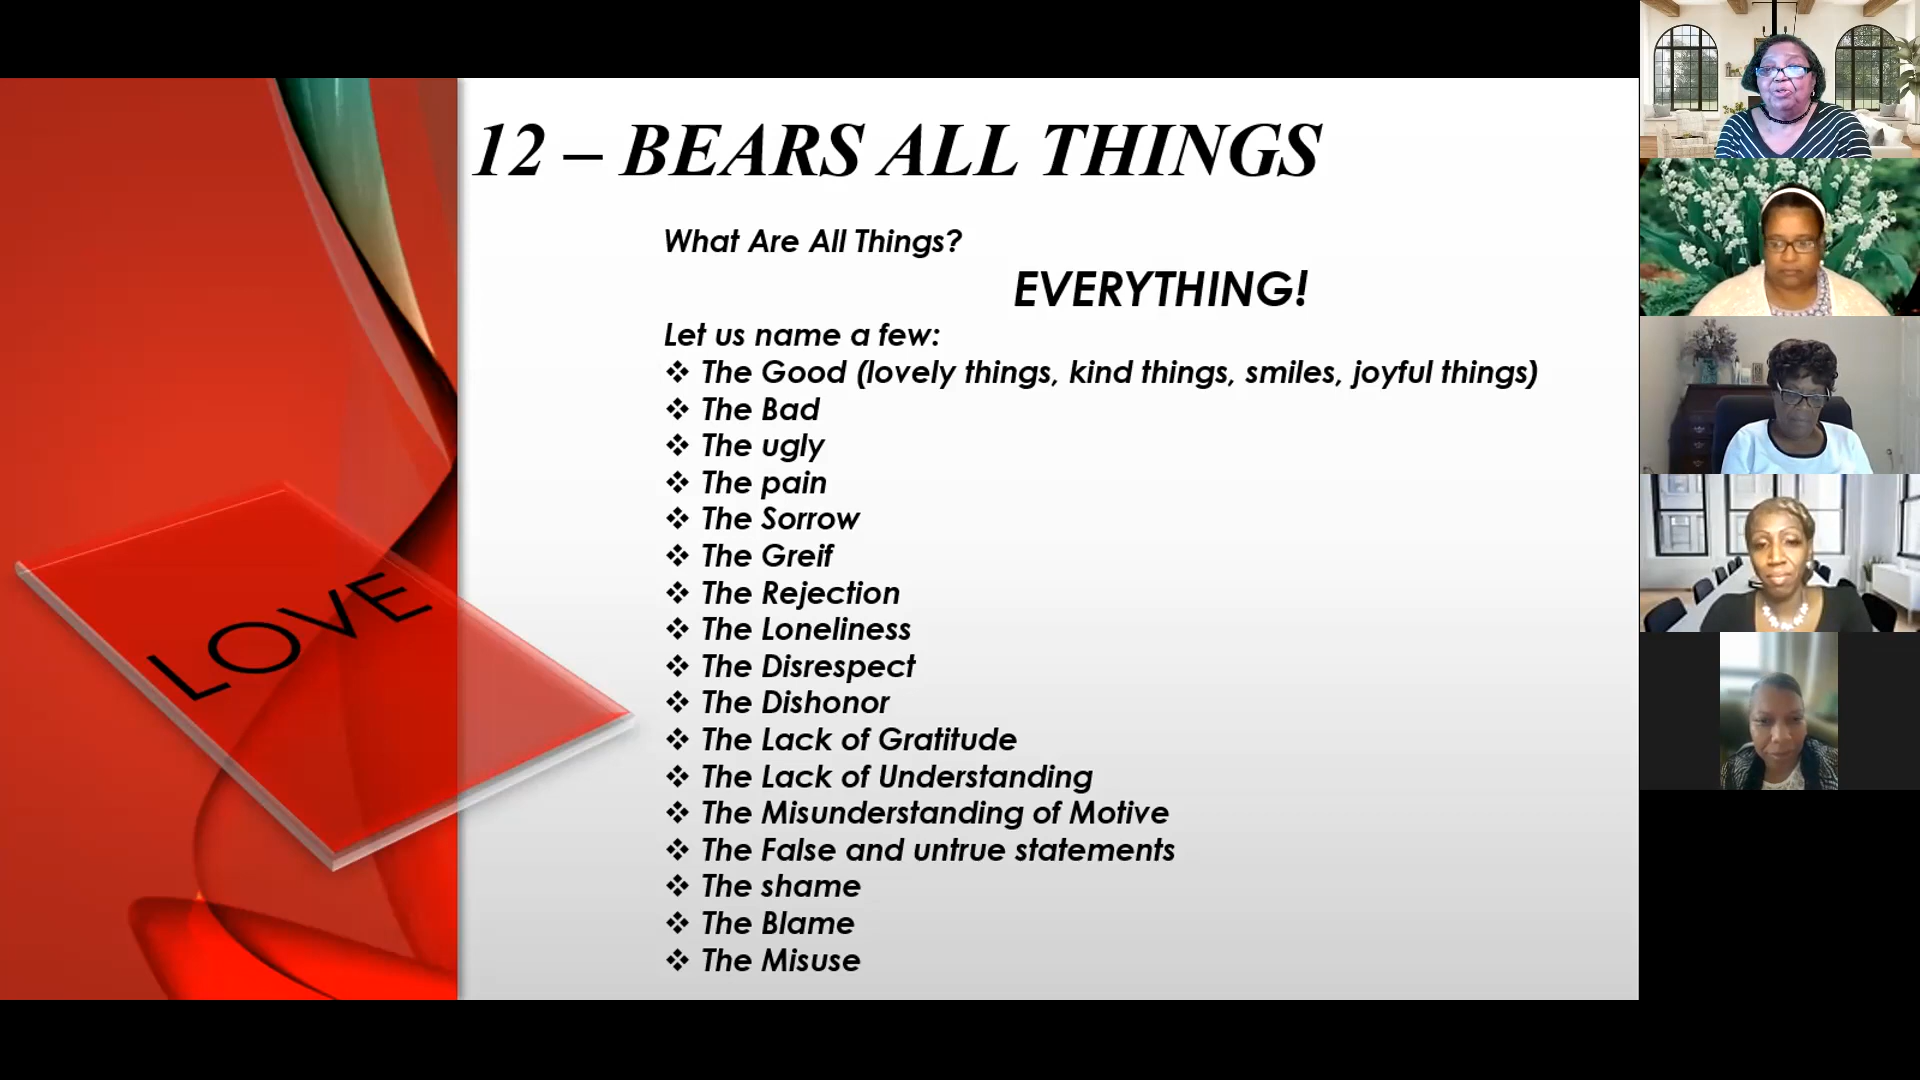 12 – BEARS ALL THINGS
What Are All Things?
EVERYTHING!
Let us name a few:
❖ The Good (lovely things, kind things, smiles, joyful things)
❖ The Bad
❖ The ugly
❖ The pain
❖ The Sorrow
❖ The Greif
❖ The Rejection
❖ The Loneliness
❖ The Disrespect
❖ The Dishonor
❖ The Lack of Gratitude
❖ The Lack of Understanding
❖ The Misunderstanding of Motive
❖ The False and untrue statements
❖ The shame
❖ The Blame
❖ The Misuse
LOVE